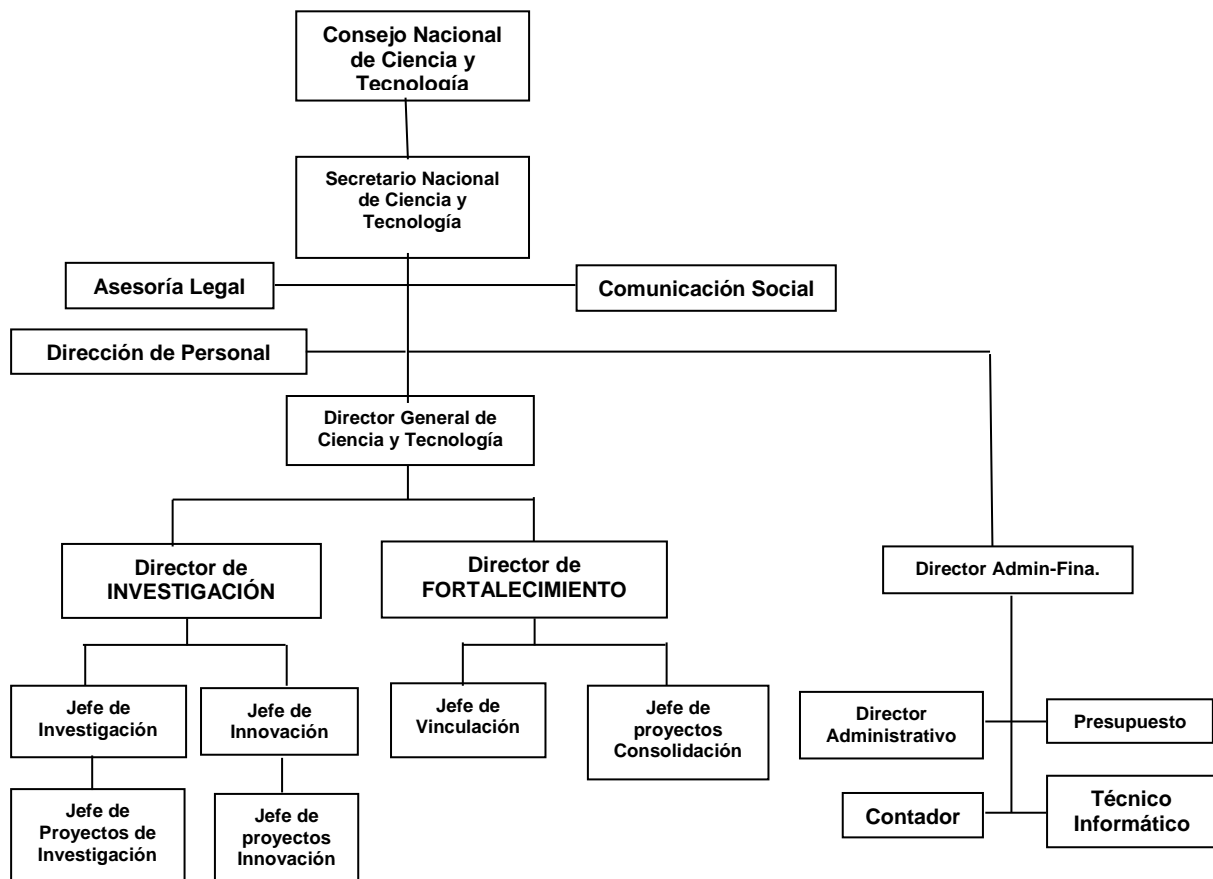 Consejo Nacional
de Ciencia y
Tecnología
Secretario Nacional
de Ciencia y
Tecnología
Asesoría Legal
Comunicación Social
Dirección de Personal
Director General de
Ciencia y Tecnología
Director de
INVESTIGACIÓN
Director de
FORTALECIMIENTO
Director Admin-Fina.
Jefe de
Investigación
Jefe de
Innovación
Jefe de
Vinculación
Jefe de
proyectos
Consolidación
Director
Administrativo
Presupuesto
Jefe de
Proyectos de
Investigación
Jefe de
proyectos
Innovación
Contador
Técnico
Informático